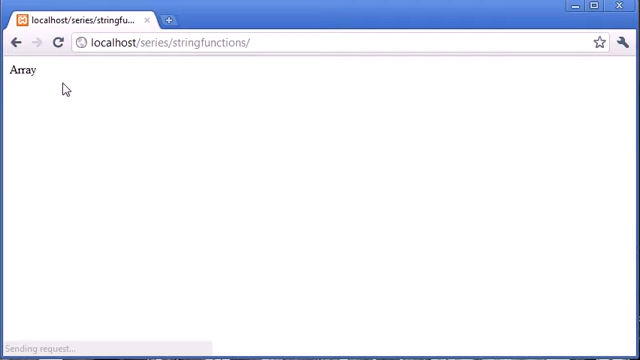 localhost/series/stringfu...
localhost/series/stringfunctions/
Array
Sending request...